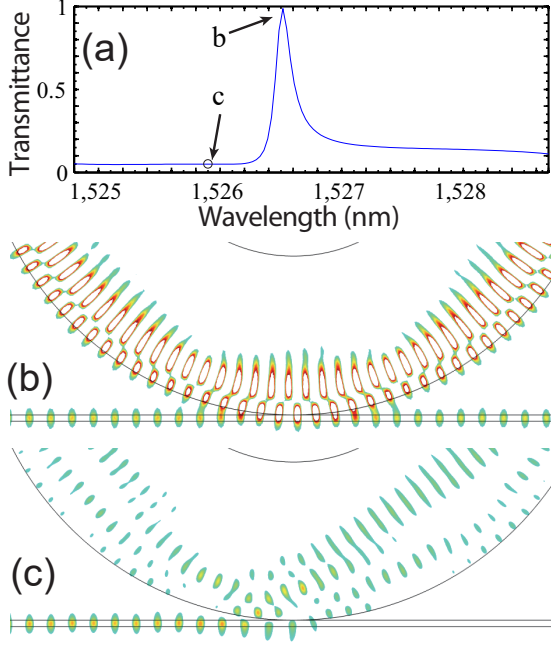 (a)
Transmittance
1
0.5
0
b
c
1,525
1,526
1,527
1,528
Wavelength (nm)
(b)
(c)